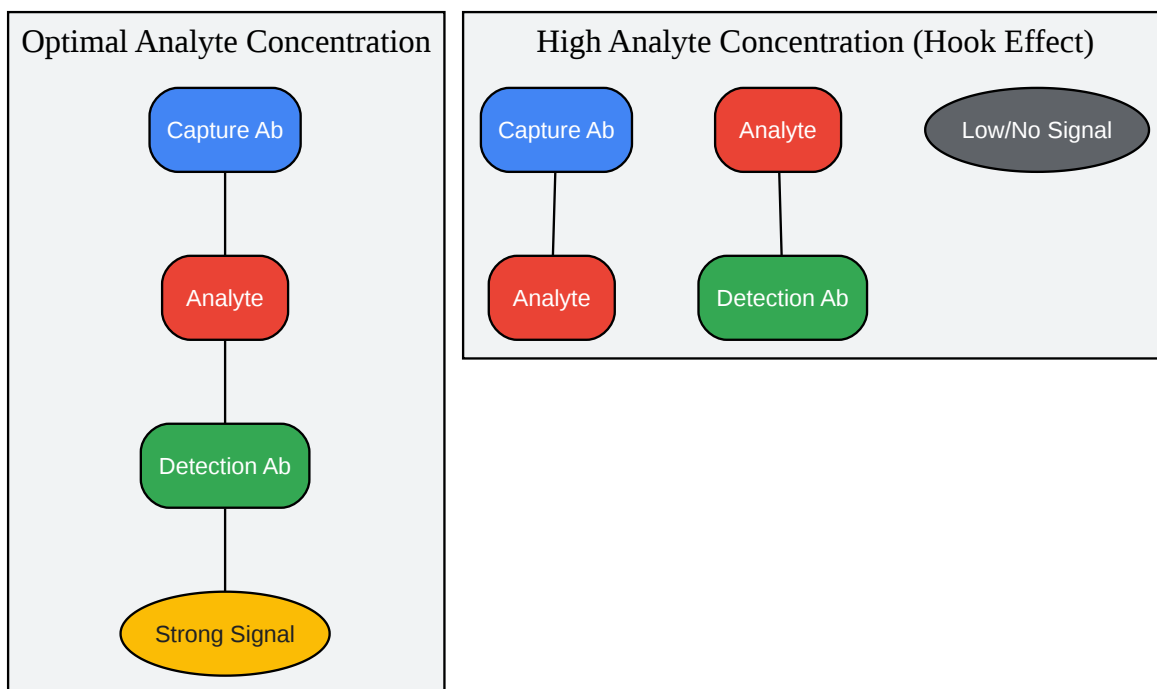 Optimal Analyte Concentration
Capture Ab
Analyte
Detection Ab
Strong Signal
High Analyte Concentration (Hook Effect)
Capture Ab
Analyte
Low/No Signal
Analyte
Detection Ab